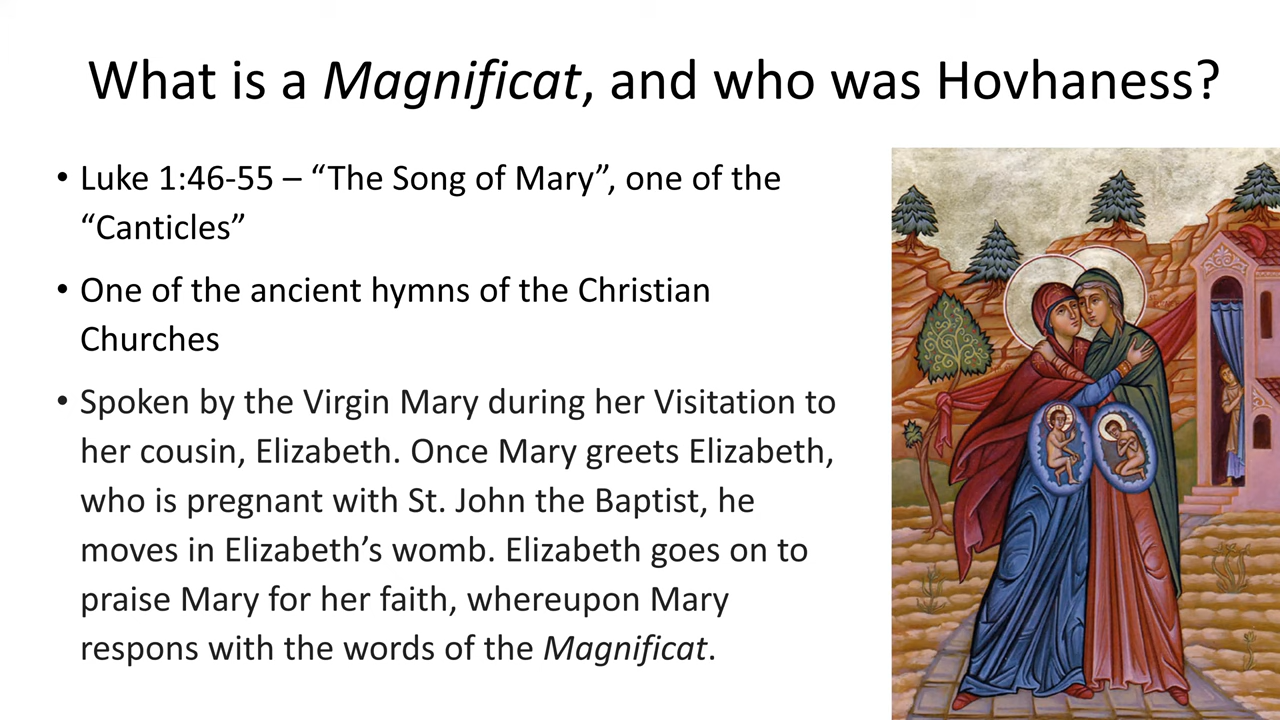 What is a Magnificat, and who was Hovhaness?
• Luke 1:46-55 – “The Song of Mary”, one of the
“Canticles”
• One of the ancient hymns of the Christian
Churches
• Spoken by the Virgin Mary during her Visitation to
her cousin, Elizabeth. Once Mary greets Elizabeth,
who is pregnant with St. John the Baptist, he
moves in Elizabeth’s womb. Elizabeth goes on to
praise Mary for her faith, whereupon Mary
respons with the words of the Magnificat.